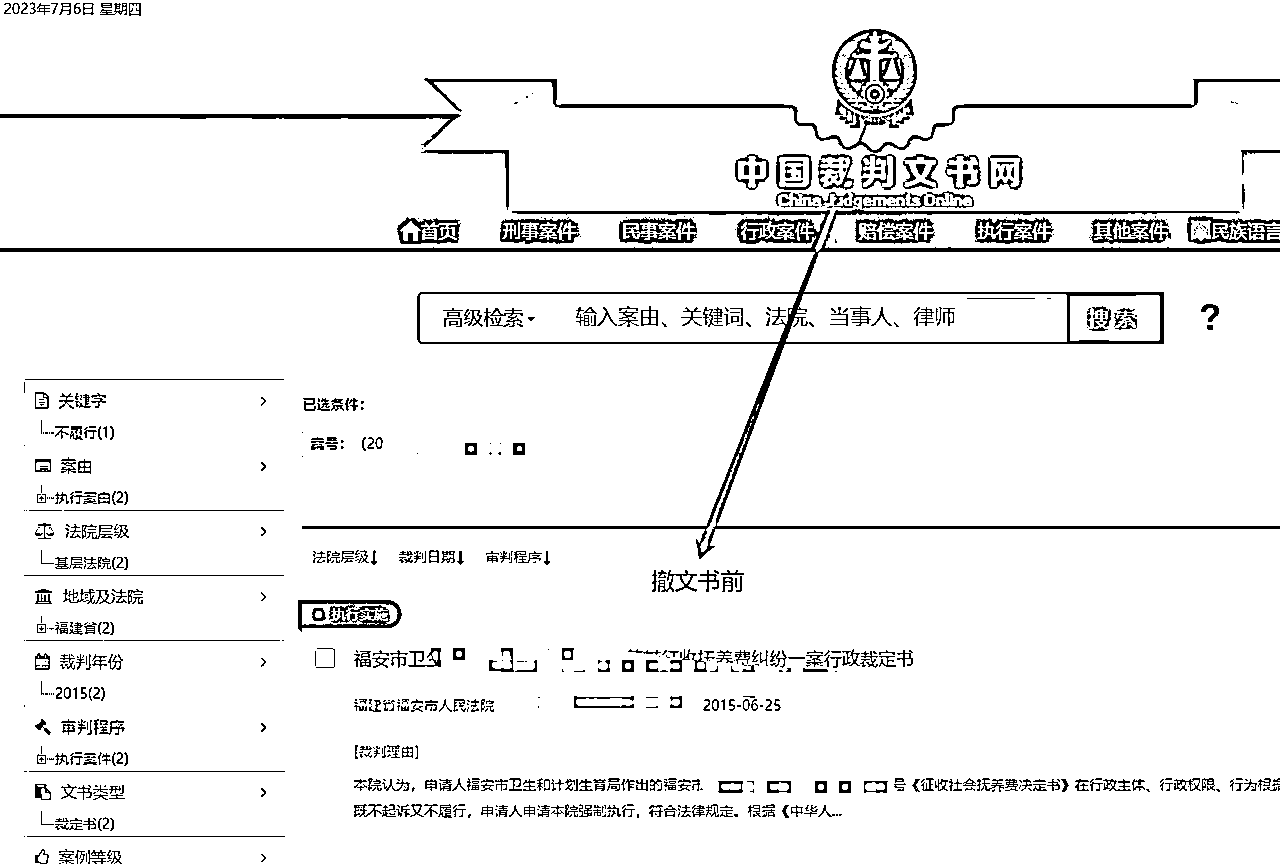 2023年7月6日 星期四
中国裁判文书网
China Judgements Online
首页 刑事案件 民事案件 行政案件 赔偿案件 执行案件 其他案件 民族语言
高级检索 输入案由、关键词、法院、当事人、律师 搜索 ?
关键字
不履行(1)
案由
执行案由(2)
法院层级
基层法院(2)
地域及法院
福建省(2)
裁判年份
2015(2)
审判程序
执行案件(2)
文书类型
裁定书(2)
案例等级
已选条件:
案号: (20
法院层级 裁判日期 审判程序
撤文书前
执行实施
福安市卫 征收抚养费纠纷一案行政裁定书
福建省福安市人民法院 2015-06-25
[裁判理由]
本院认为，申请人福安市卫生和计划生育局作出的福安市 号《征收社会抚养费决定书》在行政主体、行政权限、行为根据
既不起诉又不履行，申请人申请本院强制执行，符合法律规定。根据《中华人...